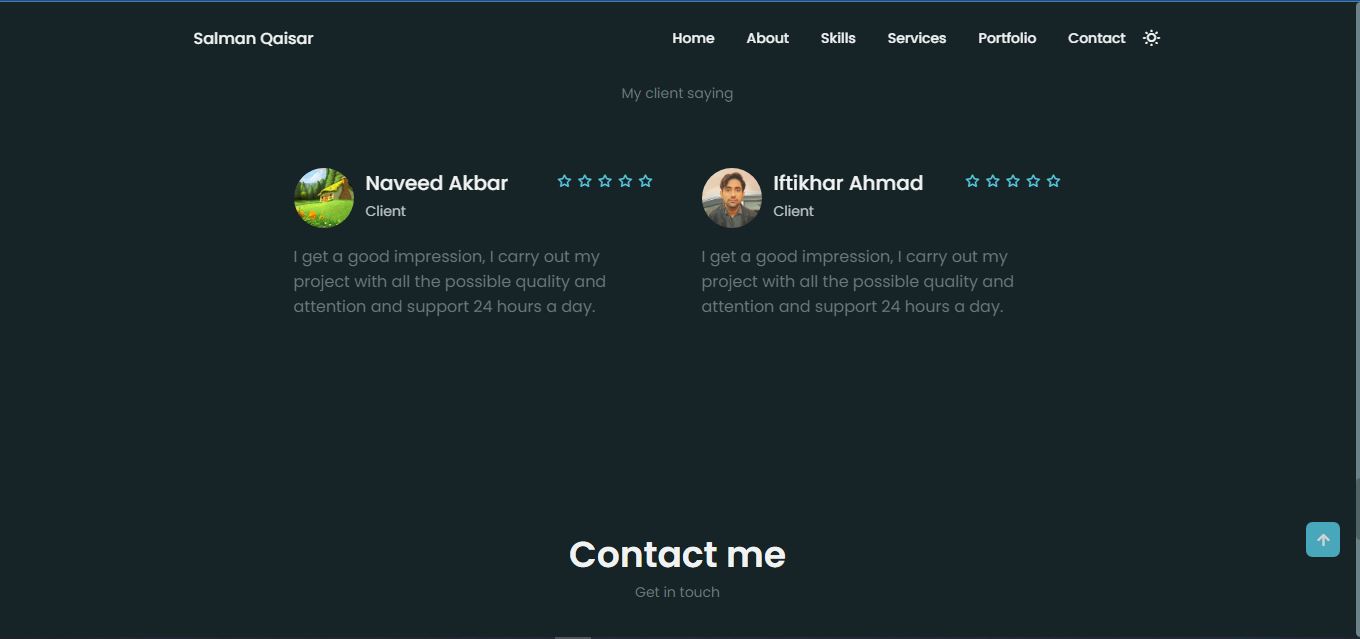 Salman Qaisar Home About Skills Services Portfolio Contact
My client saying
Naveed Akbar
Client
I get a good impression, I carry out my
project with all the possible quality and
attention and support 24 hours a day.
Iftikhar Ahmad
Client
I get a good impression, I carry out my
project with all the possible quality and
attention and support 24 hours a day.
Contact me
Get in touch